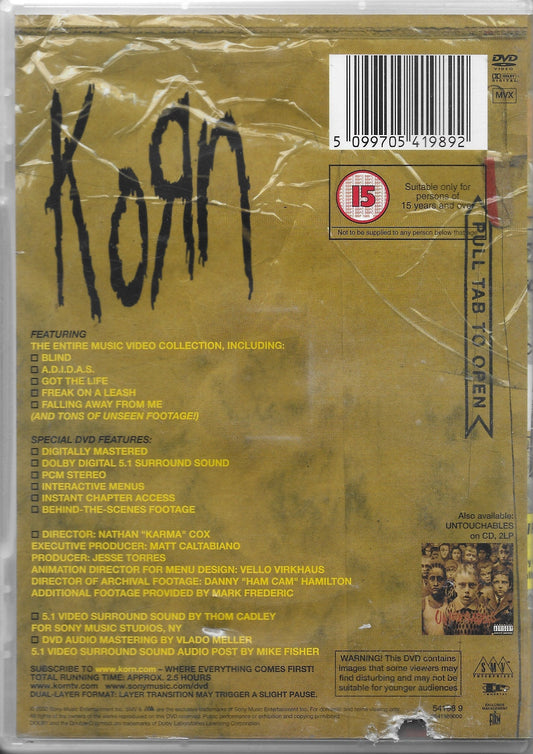 KoЯn
5 099705 419892
DVD
VIDEO
MVX
15
Suitable only for
persons of
15 years and over
Not to be supplied to any person below that age
PULL TAB TO OPEN
FEATURING
THE ENTIRE MUSIC VIDEO COLLECTION, INCLUDING:
BLIND
A.D.I.D.A.S.
GOT THE LIFE
FREAK ON A LEASH
FALLING AWAY FROM ME
(AND TONS OF UNSEEN FOOTAGE!)
SPECIAL DVD FEATURES:
DIGITALLY MASTERED
DOLBY DIGITAL 5.1 SURROUND SOUND
PCM STEREO
INTERACTIVE MENUS
INSTANT CHAPTER ACCESS
BEHIND-THE-SCENES FOOTAGE
DIRECTOR: NATHAN "KARMA" COX
EXECUTIVE PRODUCER: MATT CALTABIANO
PRODUCER: JESSE TORRES
ANIMATION DIRECTOR FOR MENU DESIGN: VELLO VIRKHAUS
DIRECTOR OF ARCHIVAL FOOTAGE: DANNY "HAM CAM" HAMILTON
ADDITIONAL FOOTAGE PROVIDED BY MARK FREDERIC
5.1 VIDEO SURROUND SOUND BY THOM CADLEY
FOR SONY MUSIC STUDIOS, NY
DVD AUDIO MASTERING BY VLADO MELLER
5.1 VIDEO SURROUND SOUND AUDIO POST BY MIKE FISHER
Also available:
UNTOUCHABLES
on CD, 2LP
SUBSCRIBE TO www.korn.com – WHERE EVERYTHING COMES FIRST!
TOTAL RUNNING TIME: APPROX. 2.5 HOURS
www.korntv.com www.sonymusic.com/dvd
DUAL-LAYER FORMAT: LAYER TRANSITION MAY TRIGGER A SLIGHT PAUSE.
WARNING! This DVD contains
images that some viewers may
find disturbing and may not be
suitable for younger audiences
SMV
ENTERPRISES
© 2002 Sony Music Entertainment Inc.